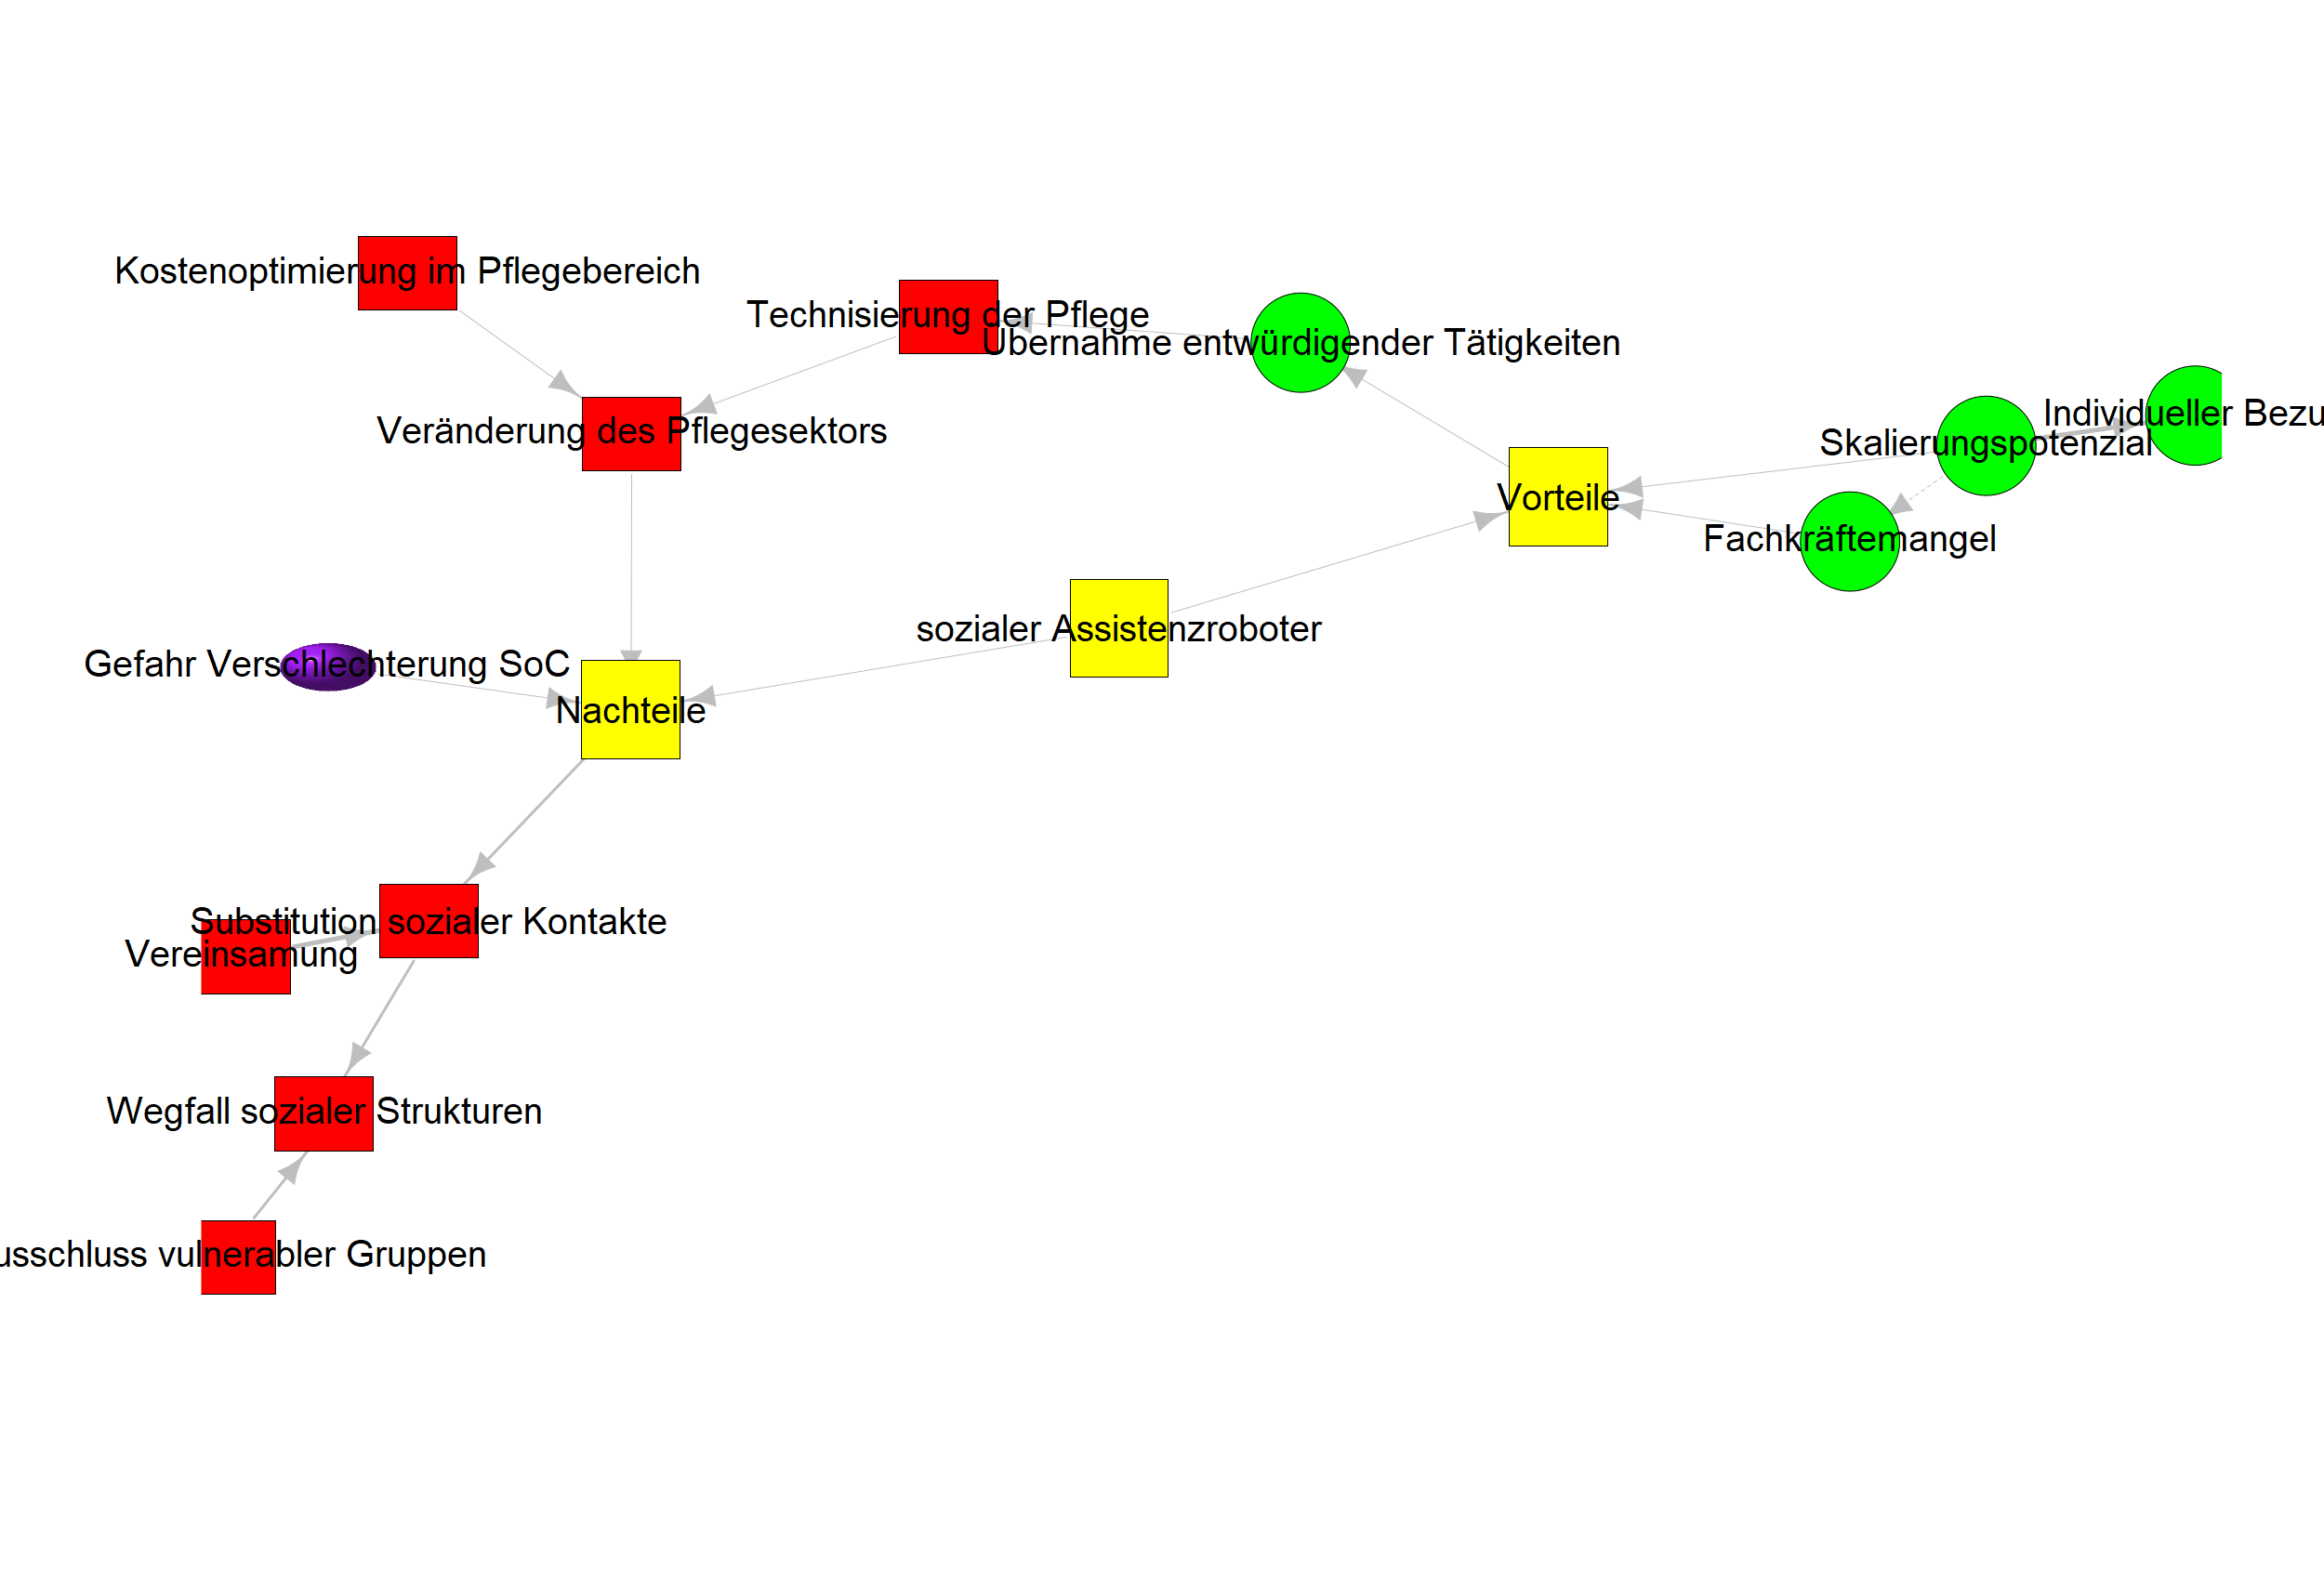 Kostenoptimierung im Pflegebereich
Technisierung der Pflege
Übernahme entwürdigender Tätigkeiten
Individueller Bezu
Veränderung des Pflegesektors
Skalierungspotenzial
Vorteile
Fachkräftemangel
sozialer Assistenzroboter
Gefahr Verschlechterung SoC
Nachteile
Substitution sozialer Kontakte
Vereinsamung
Wegfall sozialer Strukturen
usschluss vulnerabler Gruppen